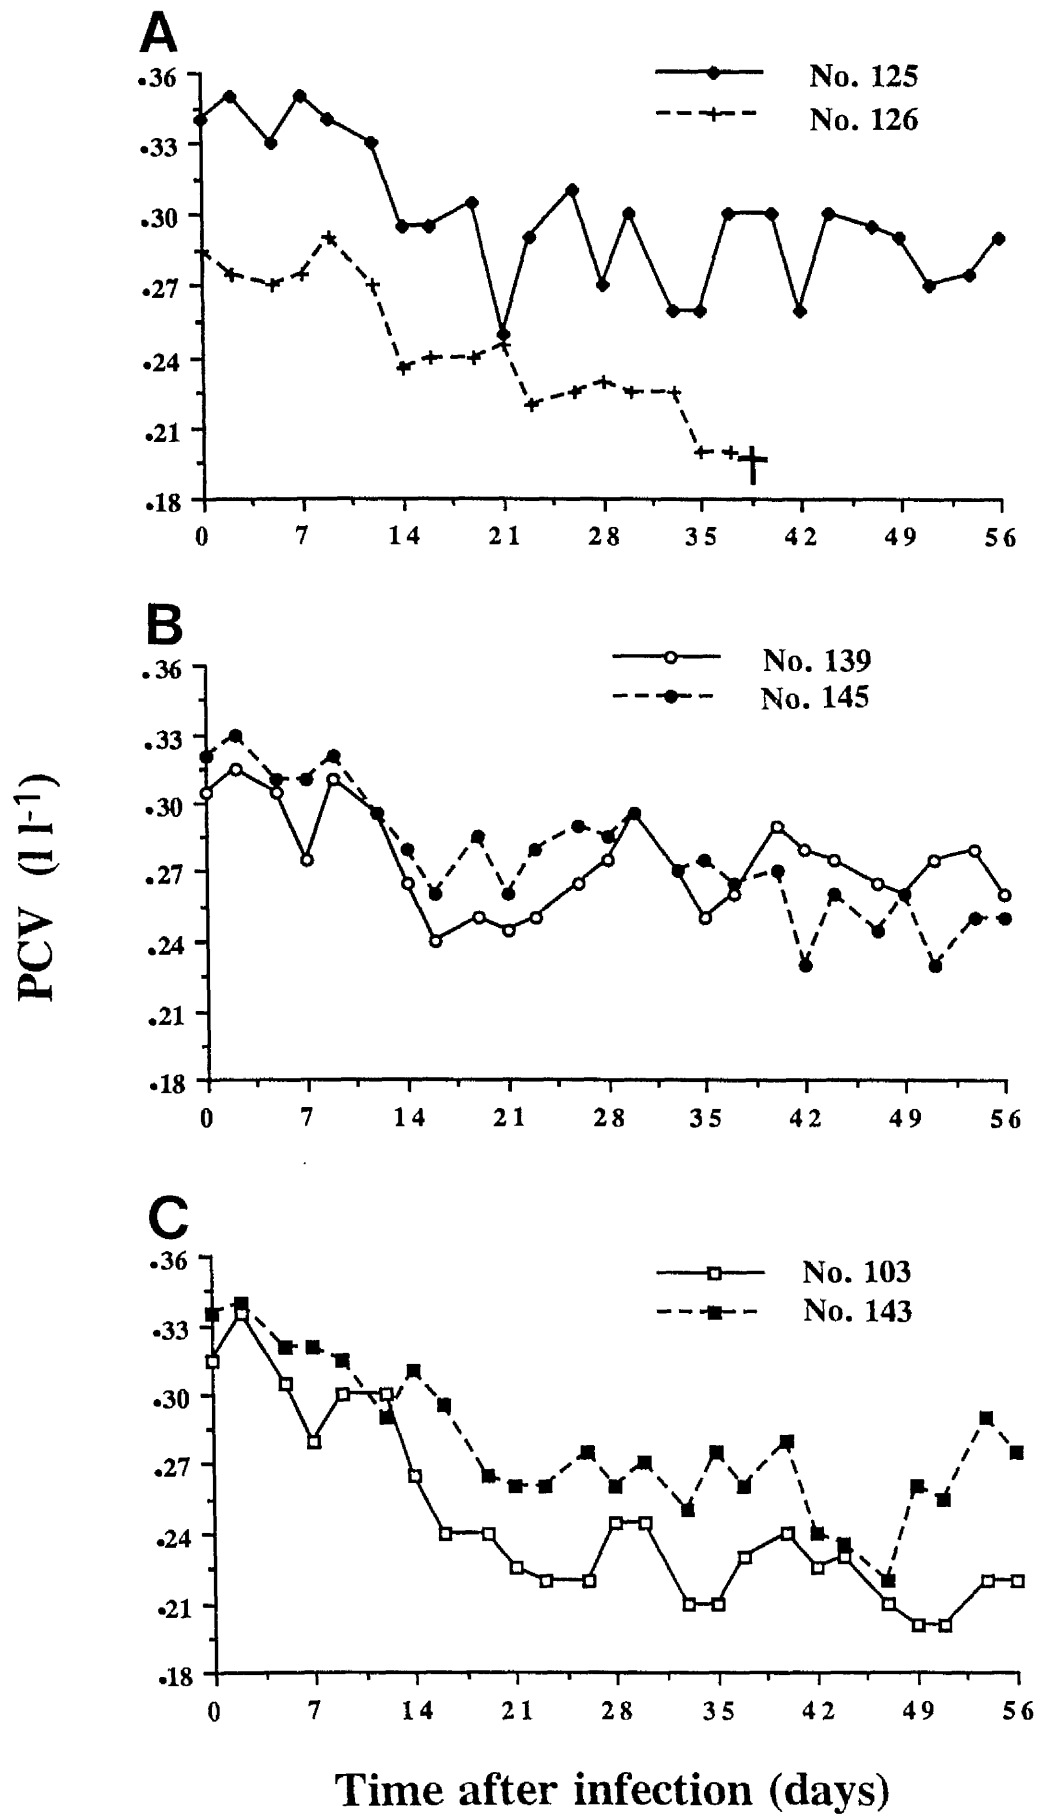 A
No. 125
No. 126
.36
.33
.30
.27
.24
.21
.18
0 7 14 21 28 35 42 49 56
B
No. 139
No. 145
.36
.33
.30
.27
.24
.21
.18
0 7 14 21 28 35 42 49 56
PCV (l l-1)
C
No. 103
No. 143
.36
.33
.30
.27
.24
.21
.18
0 7 14 21 28 35 42 49 56
Time after infection (days)